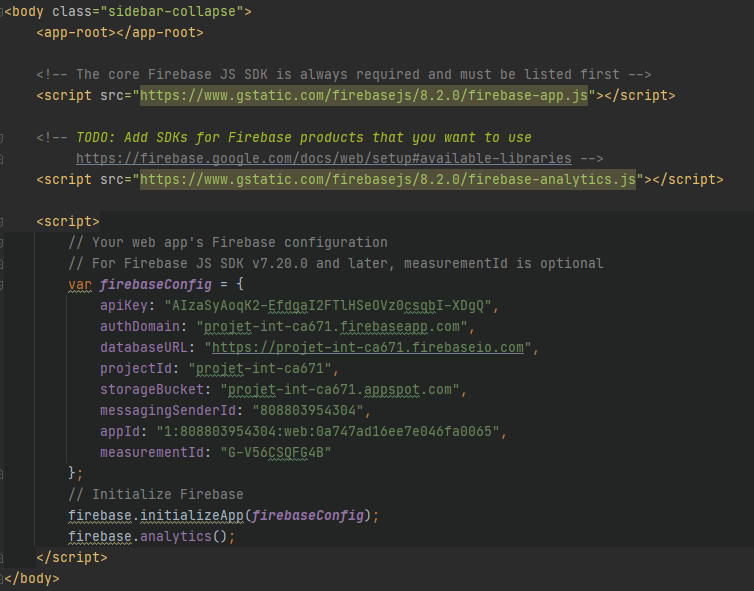 <body class="sidebar-collapse">
<app-root></app-root>
<!-- The core Firebase JS SDK is always required and must be listed first -->
<script src="https://www.gstatic.com/firebasejs/8.2.0/firebase-app.js"></script>
<!-- TODO: Add SDKs for Firebase products that you want to use
https://firebase.google.com/docs/web/setup#available-libraries -->
<script src="https://www.gstatic.com/firebasejs/8.2.0/firebase-analytics.js"></script>
<script>
// Your web app's Firebase configuration
// For Firebase JS SDK v7.20.0 and later, measurementId is optional
var firebaseConfig = {
apiKey: "AIzaSyAoqK2-EfdgaI2FTlHSeOVz0csqbI-XDgQ",
authDomain: "projet-int-ca671.firebaseapp.com",
databaseURL: "https://projet-int-ca671.firebaseio.com",
projectId: "projet-int-ca671",
storageBucket: "projet-int-ca671.appspot.com",
messagingSenderId: "808803954304",
appId: "1:808803954304:web:0a747ad16ee7e046fa0065",
measurementId: "G-V56CSQFG4B"
};
// Initialize Firebase
firebase.initializeApp(firebaseConfig);
firebase.analytics();
</script>
</body>